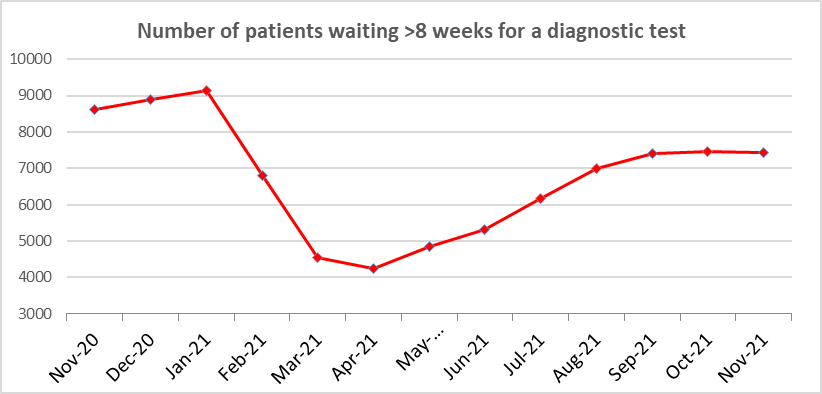 Number of patients waiting >8 weeks for a diagnostic test
10000
9000
8000
7000
6000
5000
4000
3000
Nov-20
Dec-20
Jan-21
Feb-21
Mar-21
Apr-21
May-...
Jun-21
Jul-21
Aug-21
Sep-21
Oct-21
Nov-21